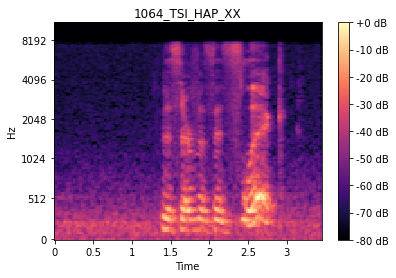 1064_TSI_HAP_XX
8192
4096
2048
1024
512
0
Hz
0 0.5 1 1.5 2 2.5 3
Time
+0 dB
-10 dB
-20 dB
-30 dB
-40 dB
-50 dB
-60 dB
-70 dB
-80 dB